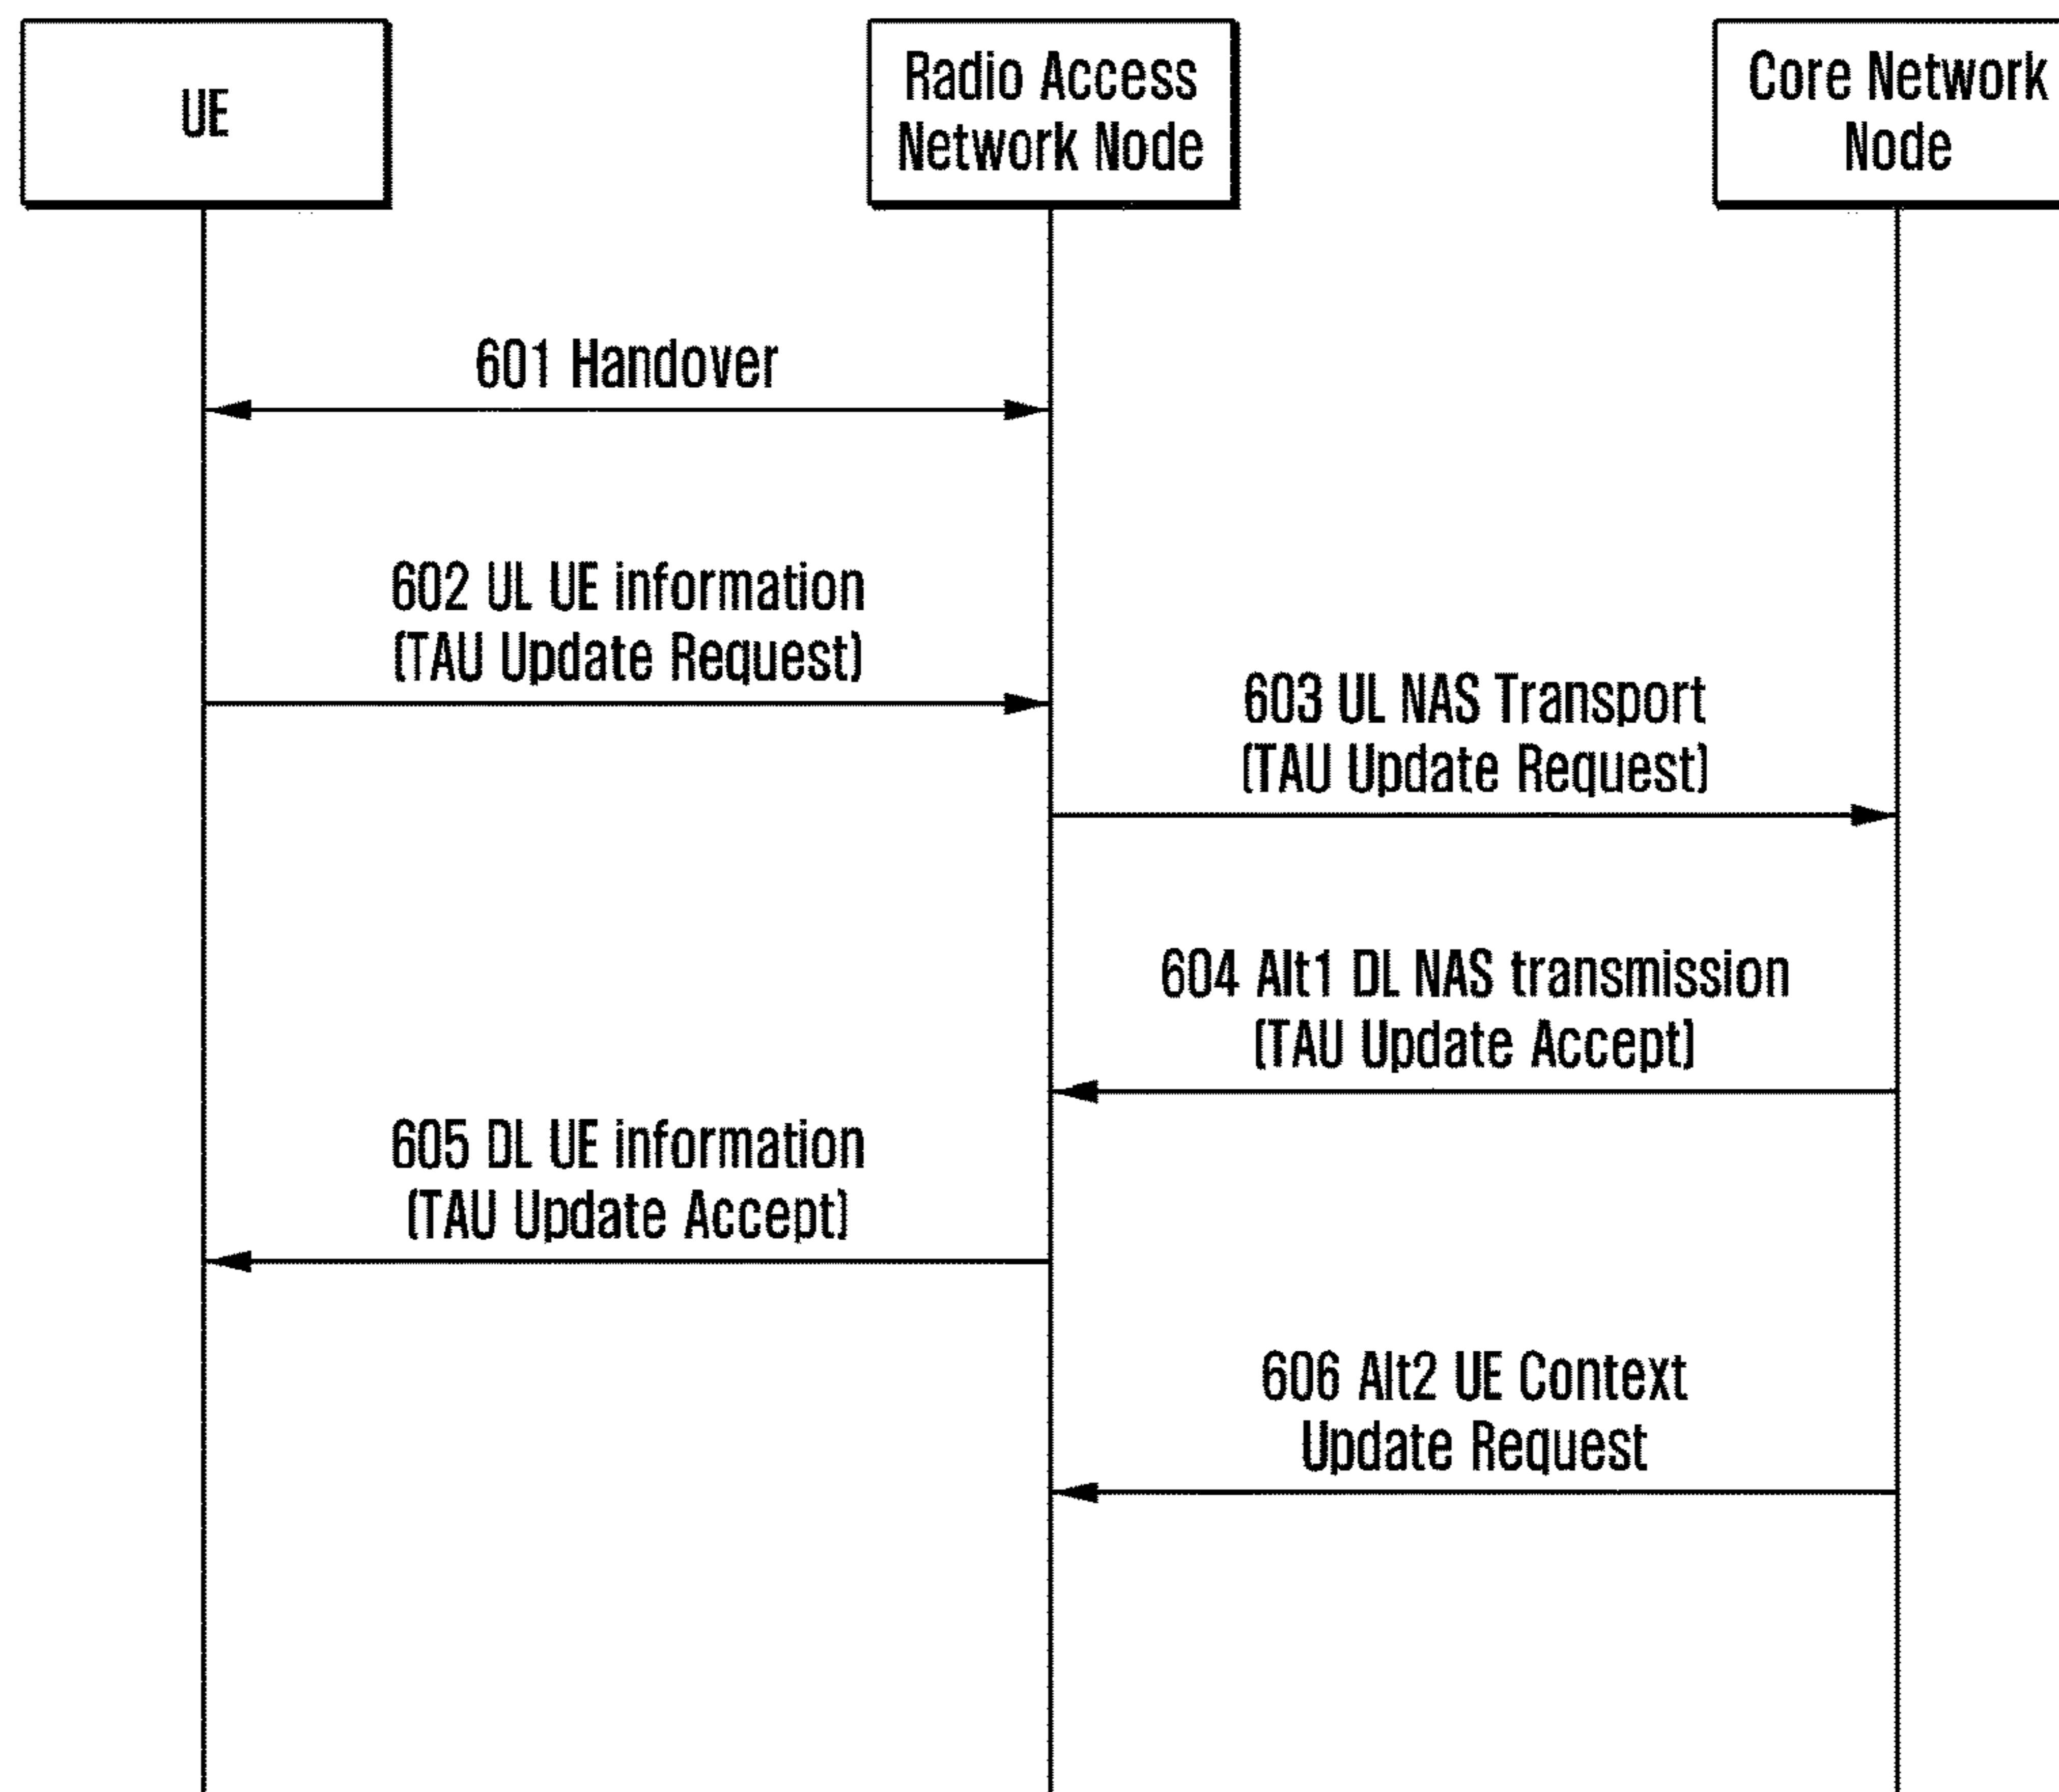 UE
Radio Access
Network Node
Core Network
Node
601 Handover
602 UL UE information
(TAU Update Request)
603 UL NAS Transport
(TAU Update Request)
604 Alt1 DL NAS transmission
(TAU Update Accept)
605 DL UE information
(TAU Update Accept)
606 Alt2 UE Context
Update Request